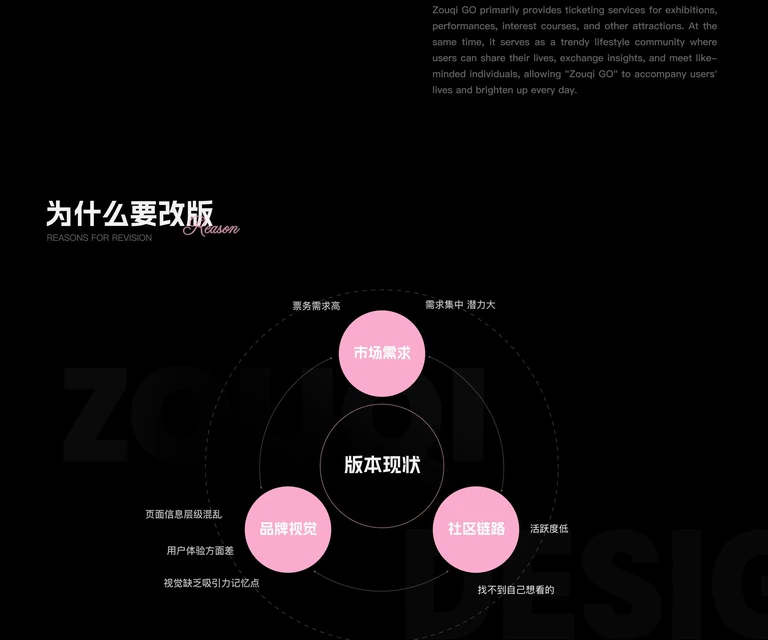 Zouqi GO primarily provides ticketing services for exhibitions,
performances, interest courses, and other attractions. At the
same time, it serves as a trendy lifestyle community where
users can share their lives, exchange insights, and meet like-
minded individuals, allowing "Zouqi GO" to accompany users'
lives and brighten up every day.
为什么要改版
Reason
REASONS FOR REVISION
票务需求高
需求集中 潜力大
市场需求
ZOUQI
版本现状
页面信息层级混乱
品牌视觉
社区链路
活跃度低
用户体验方面差
视觉缺乏吸引力记忆点
找不到自己想看的
DESIG